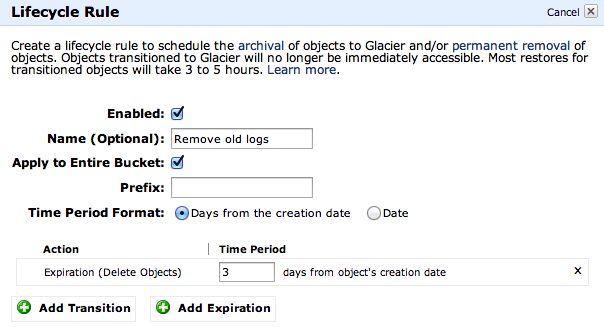 Lifecycle Rule Cancel X
Create a lifecycle rule to schedule the archival of objects to Glacier and/or permanent removal of
objects. Objects transitioned to Glacier will no longer be immediately accessible. Most restores for
transitioned objects will take 3 to 5 hours. Learn more.
Enabled:
Name (Optional): Remove old logs
Apply to Entire Bucket:
Prefix:
Time Period Format: Days from the creation date Date
Action Time Period
Expiration (Delete Objects) 3 days from object's creation date x
Add Transition Add Expiration